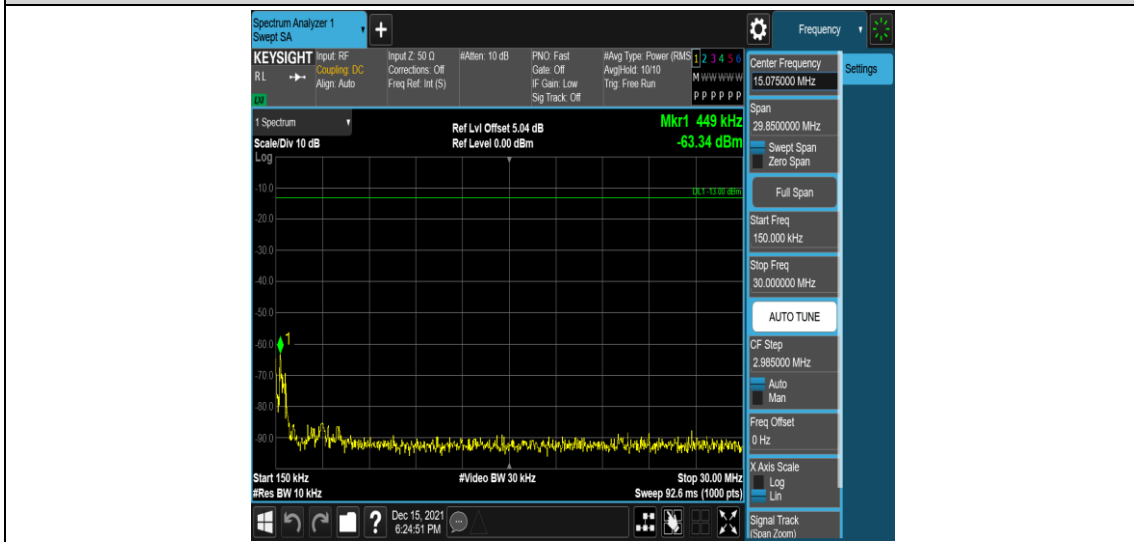 Spectrum Analyzer 1
Swept SA
+
Frequency
KEYSIGHT
RL
LXI
Input: RF
Coupling: DC
Align: Auto
Input Z: 50 Ω
Corrections: Off
Freq Ref: Int (S)
#Atten: 10 dB
PNO: Fast
Gate: Off
IF Gain: Low
Sig Track: Off
#Avg Type: Power (RMS
Avg|Hold: 10/10
Trig: Free Run
1 2 3 4 5 6
M W W W W W
P P P P P P
1 Spectrum
Scale/Div 10 dB
Log
Ref Lvl Offset 5.04 dB
Ref Level 0.00 dBm
Mkr1 449 kHz
-63.34 dBm
DL1 -13.00 dBm
-10.0
-20.0
-30.0
-40.0
-50.0
-60.0
-70.0
-80.0
-90.0
1
Start 150 kHz
#Res BW 10 kHz
#Video BW 30 kHz
Stop 30.00 MHz
Sweep 92.6 ms (1000 pts)
?
Dec 15, 2021
6:24:51 PM
Center Frequency
15.075000 MHz
Settings
Span
29.8500000 MHz
Swept Span
Zero Span
Full Span
Start Freq
150.000 kHz
Stop Freq
30.000000 MHz
AUTO TUNE
CF Step
2.985000 MHz
Auto
Man
Freq Offset
0 Hz
X Axis Scale
Log
Lin
Signal Track
(Span Zoom)